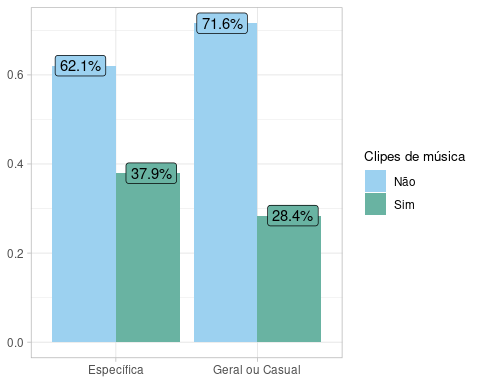 71.6%
62.1%
37.9%
28.4%
0.6
0.4
0.2
0.0
Específica
Geral ou Casual
Clipes de música
Não
Sim